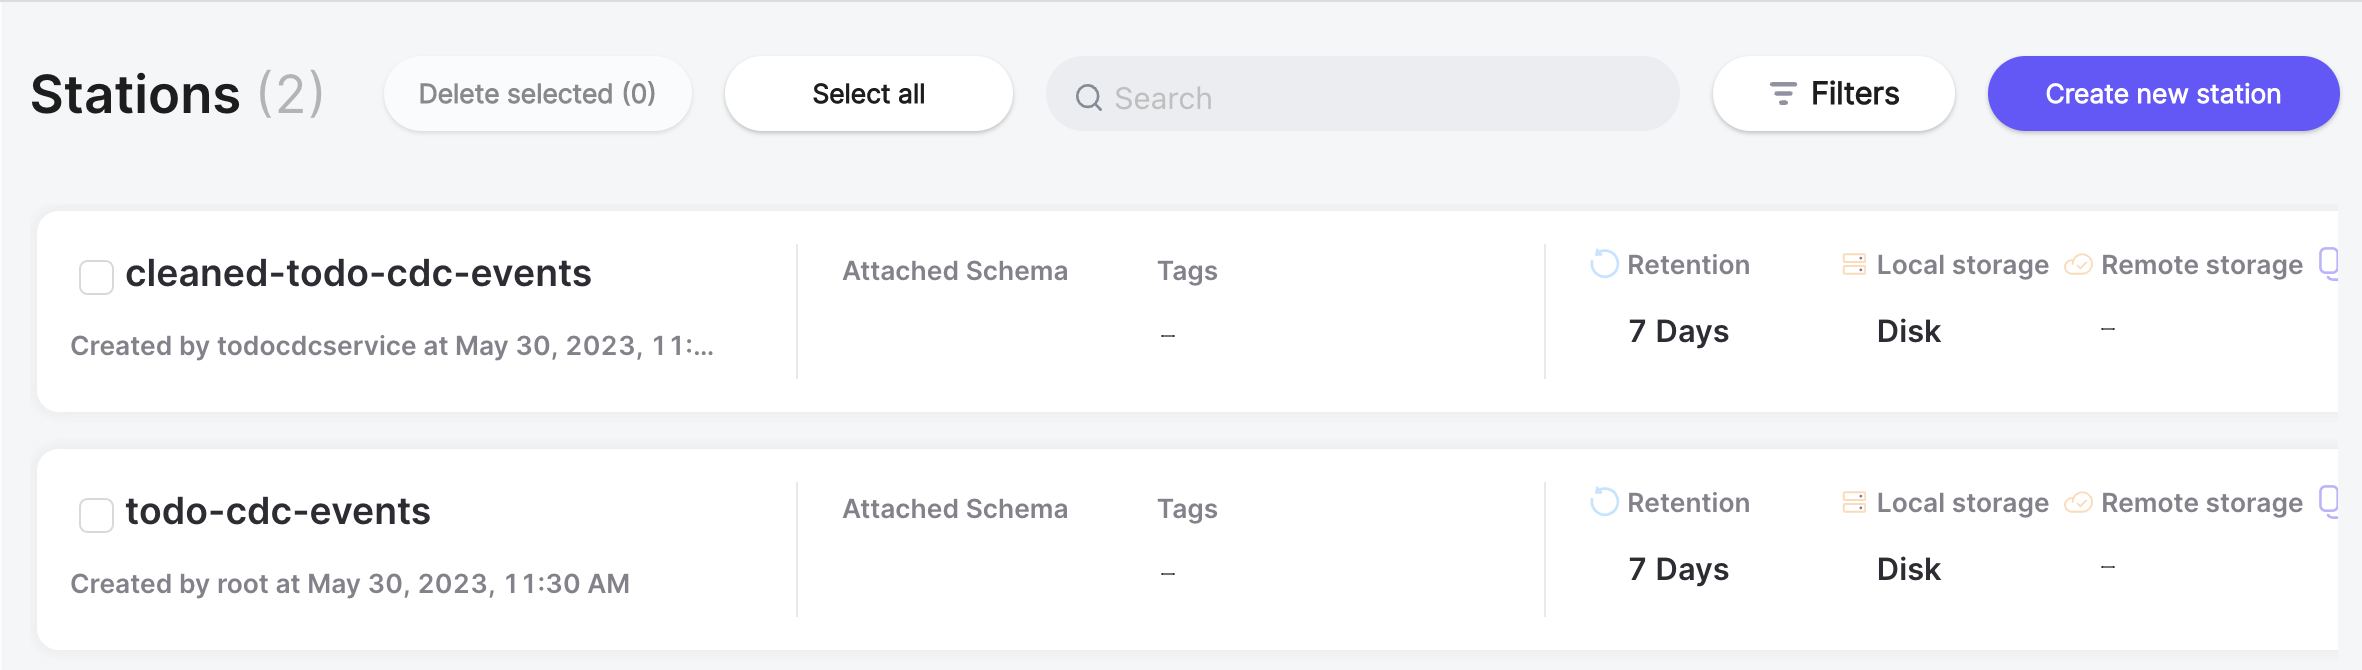 Stations (2)
Delete selected (0)
Select all
Search
Filters
Create new station
cleaned-todo-cdc-events
Created by todocdcservice at May 30, 2023, 11:...
Attached Schema
Tags
–
Retention
7 Days
Local storage
Disk
Remote storage
–
todo-cdc-events
Created by root at May 30, 2023, 11:30 AM
Attached Schema
Tags
–
Retention
7 Days
Local storage
Disk
Remote storage
–